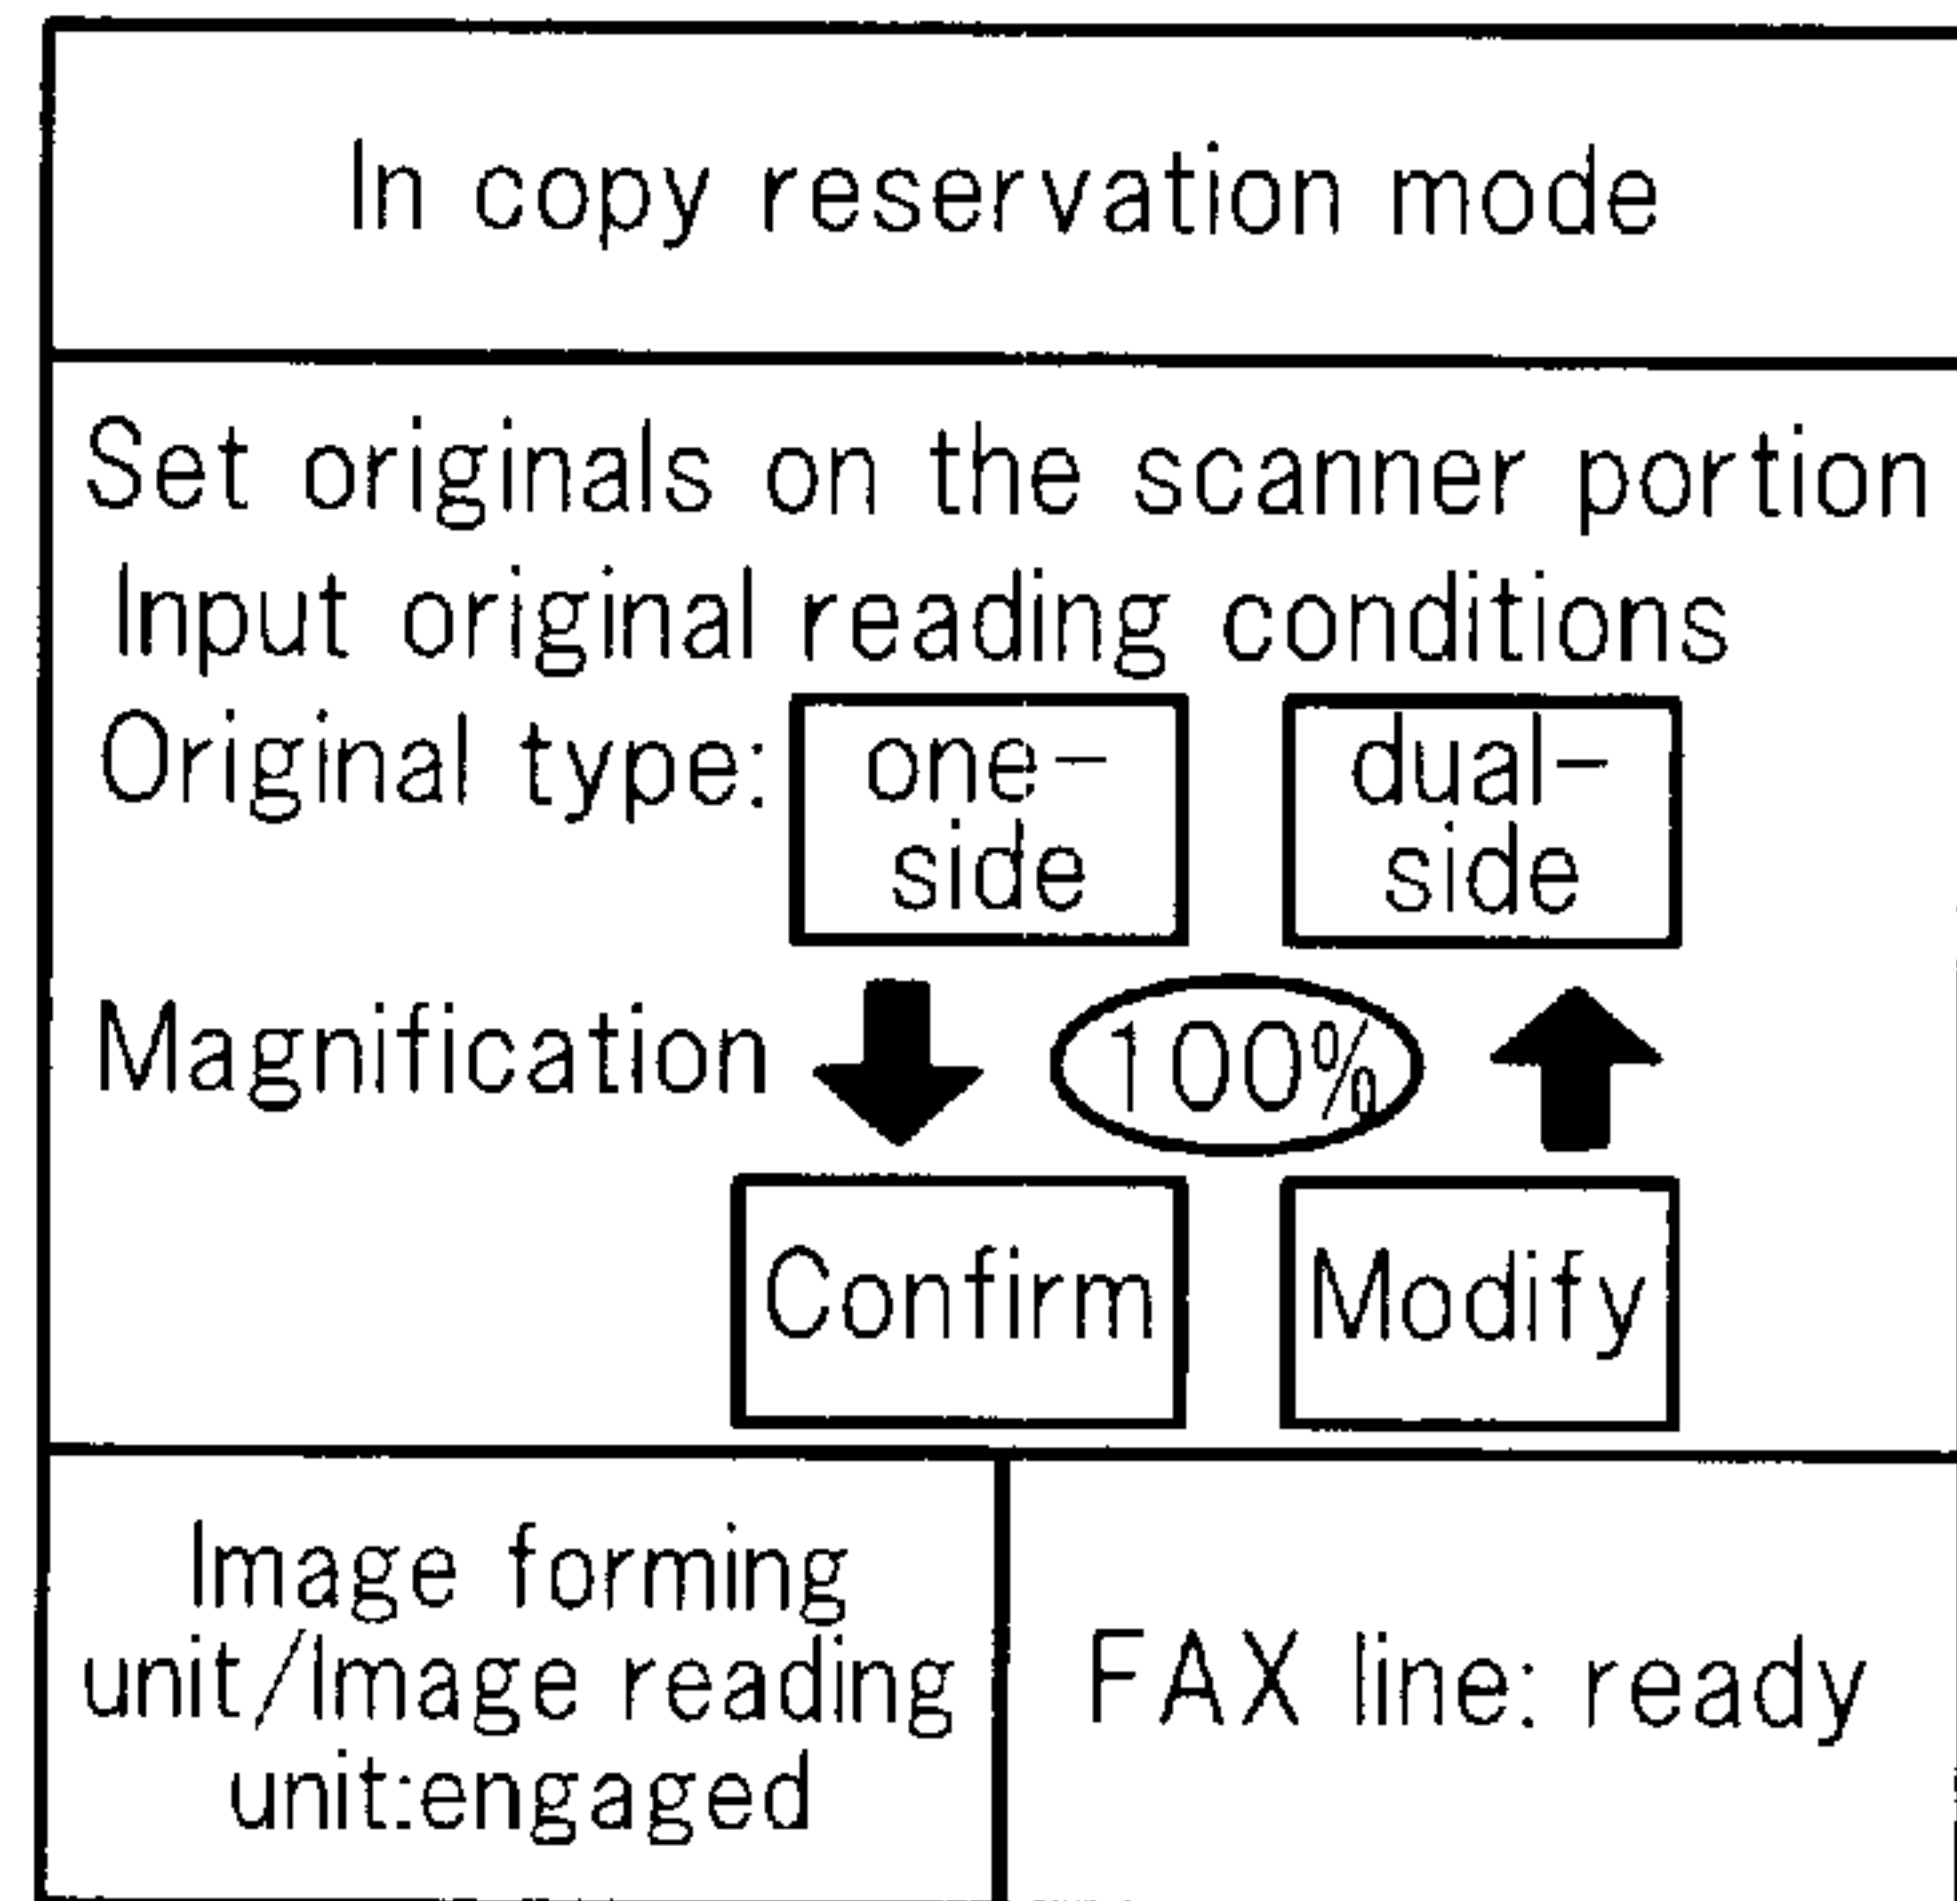 In copy reservation mode
Set originals on the scanner portion
Input original reading conditions
Original type: one- dual-
side side
Magnification 100%
Confirm Modify
Image forming
unit/Image reading
unit:engaged
FAX line: ready